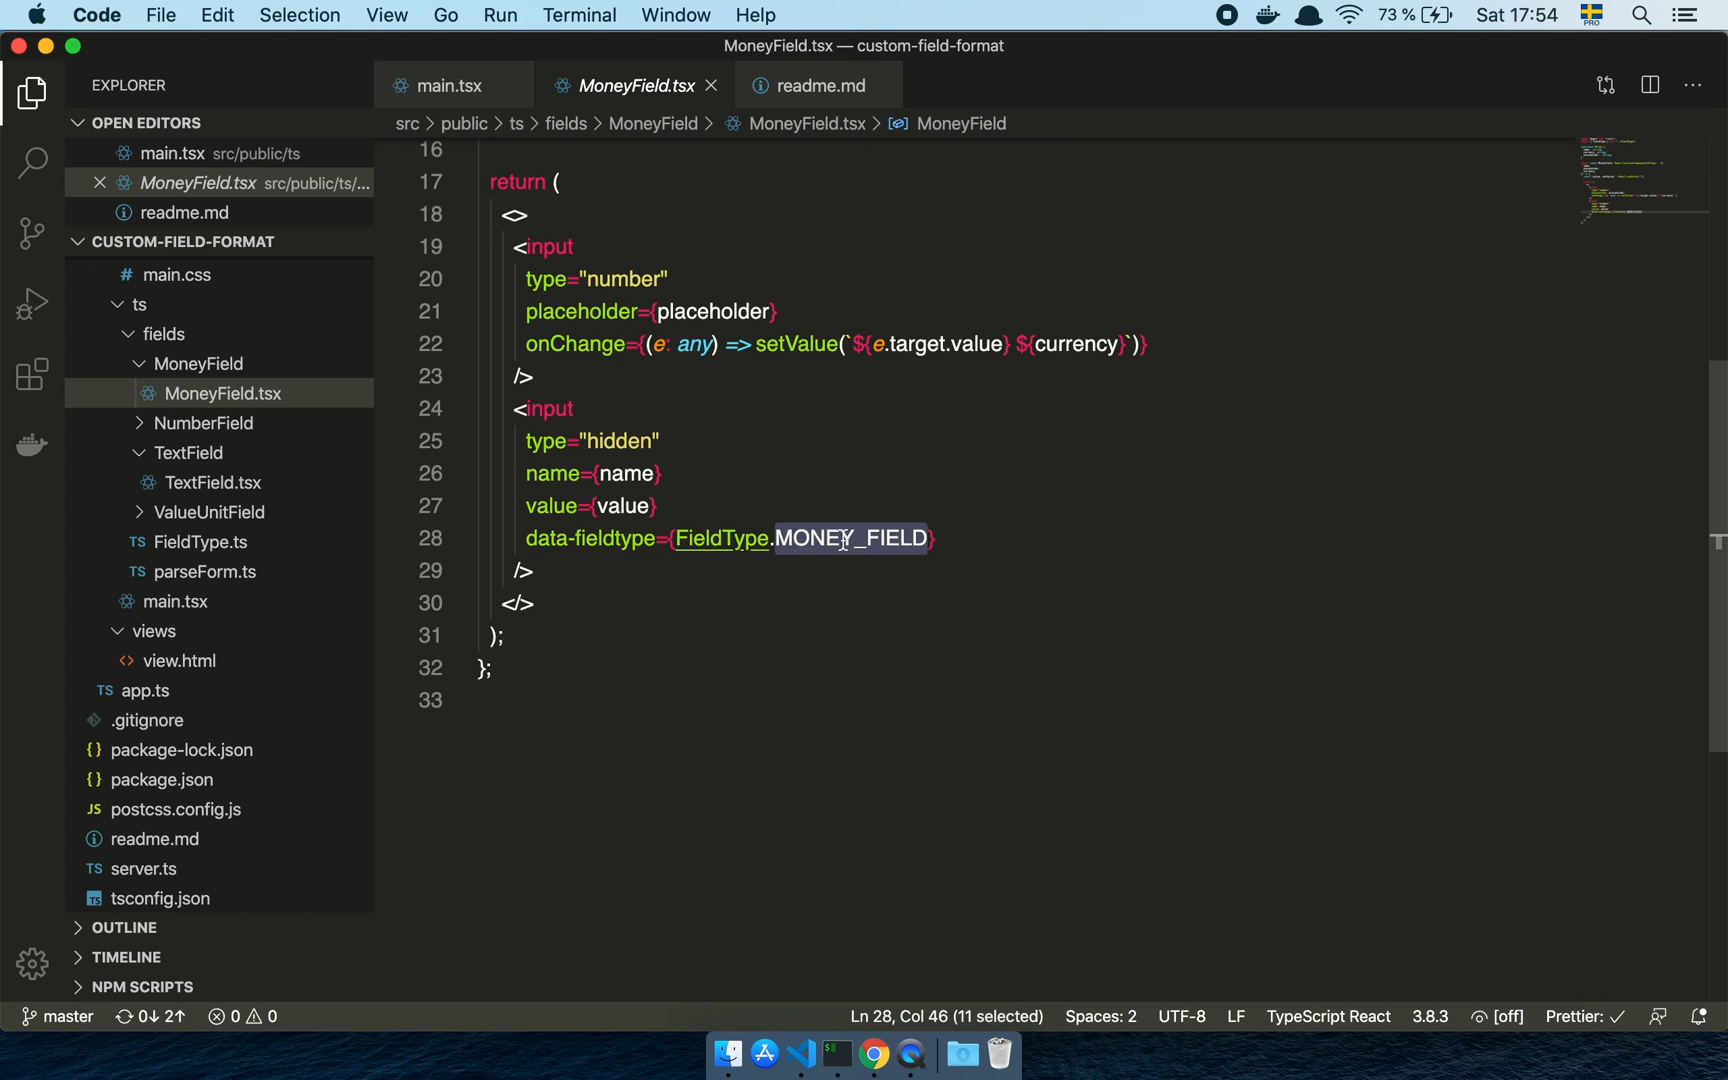 Code File Edit Selection View Go Run Terminal Window Help 73 % Sat 17:54 PRO
MoneyField.tsx — custom-field-format
EXPLORER
main.tsx MoneyField.tsx readme.md
OPEN EDITORS
src > public > ts > fields > MoneyField > MoneyField.tsx > MoneyField
main.tsx src/public/ts
MoneyField.tsx src/public/ts/...
readme.md
CUSTOM-FIELD-FORMAT
# main.css
ts
fields
MoneyField
MoneyField.tsx
NumberField
TextField
TextField.tsx
ValueUnitField
TS FieldType.ts
TS parseForm.ts
main.tsx
views
<> view.html
TS app.ts
.gitignore
{} package-lock.json
{} package.json
JS postcss.config.js
readme.md
TS server.ts
TS tsconfig.json
OUTLINE
TIMELINE
NPM SCRIPTS
16
17 return (
18 <>
19 <input
20 type="number"
21 placeholder={placeholder}
22 onChange={(e: any) => setValue(`${e.target.value} ${currency}`)}
23 />
24 <input
25 type="hidden"
26 name={name}
27 value={value}
28 data-fieldtype={FieldType.MONEY_FIELD}
29 />
30 </>
31 );
32 };
33
master 0↓ 2↑ 0 0 Ln 28, Col 46 (11 selected) Spaces: 2 UTF-8 LF TypeScript React 3.8.3 [off] Prettier: ✓